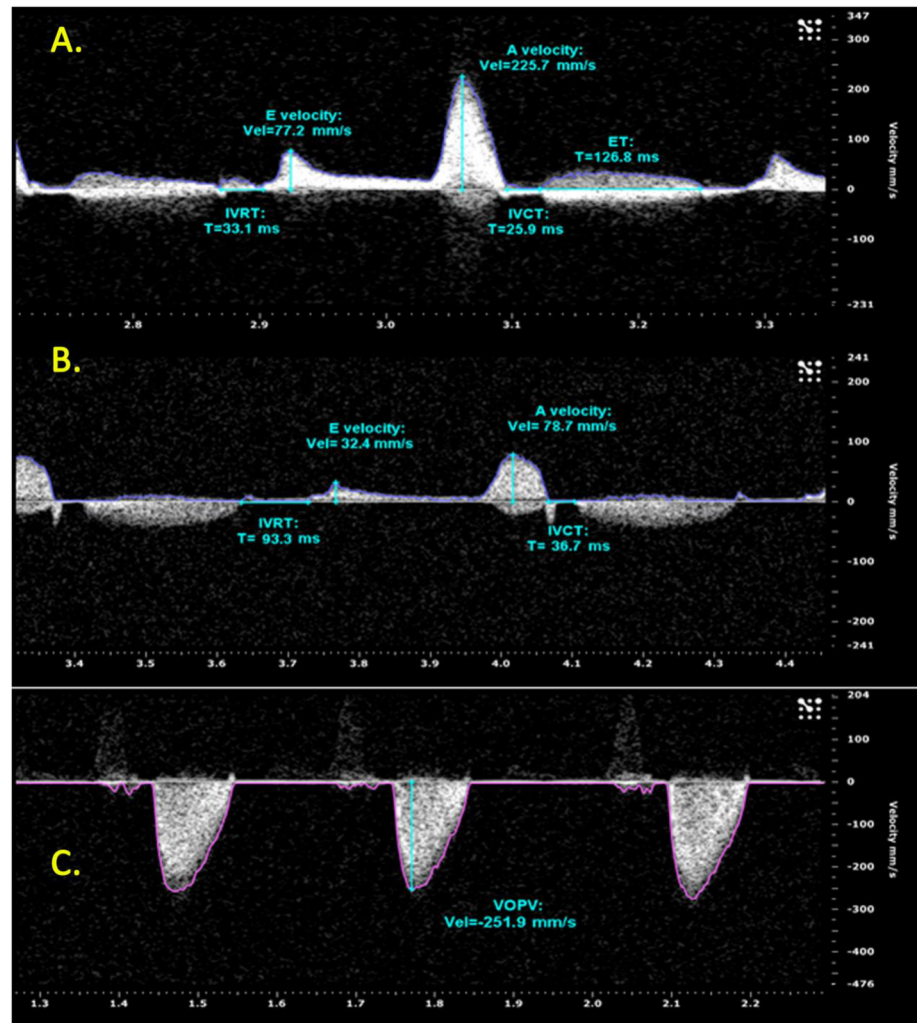 A.
A velocity:
Vel=225.7 mm/s
E velocity:
Vel=77.2 mm/s
ET:
T=126.8 ms
IVRT:
T=33.1 ms
IVCT:
T=25.9 ms
347
300
200
100
0
-100
-231
Velocity mm/s
2.8 2.9 3.0 3.1 3.2 3.3
B.
A velocity:
Vel= 78.7 mm/s
E velocity:
Vel= 32.4 mm/s
IVRT:
T= 93.3 ms
IVCT:
T= 36.7 ms
241
200
100
0
-100
-200
-241
Velocity mm/s
3.4 3.5 3.6 3.7 3.8 3.9 4.0 4.1 4.2 4.3 4.4
C.
VOPV:
Vel=-251.9 mm/s
204
100
0
-100
-200
-300
-400
-476
Velocity mm/s
1.3 1.4 1.5 1.6 1.7 1.8 1.9 2.0 2.1 2.2